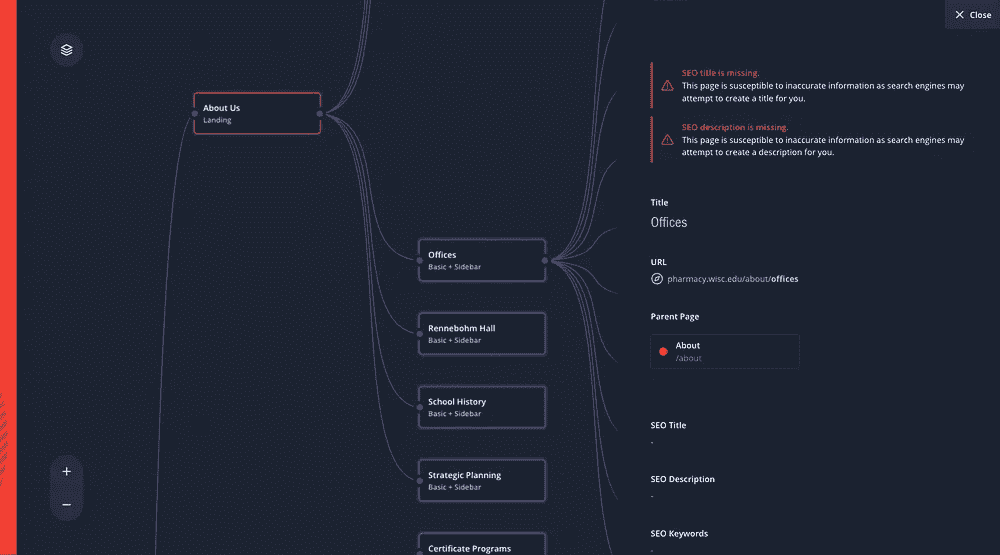 Close
About Us
Landing
Offices
Basic + Sidebar
Rennebohm Hall
Basic + Sidebar
School History
Basic + Sidebar
Strategic Planning
Basic + Sidebar
Certificate Programs
SEO title is missing.
This page is susceptible to inaccurate information as search engines may
attempt to create a title for you.
SEO description is missing.
This page is susceptible to inaccurate information as search engines may
attempt to create a description for you.
Title
Offices
URL
pharmacy.wisc.edu/about/offices
Parent Page
About
/about
SEO Title
-
SEO Description
-
SEO Keywords
-